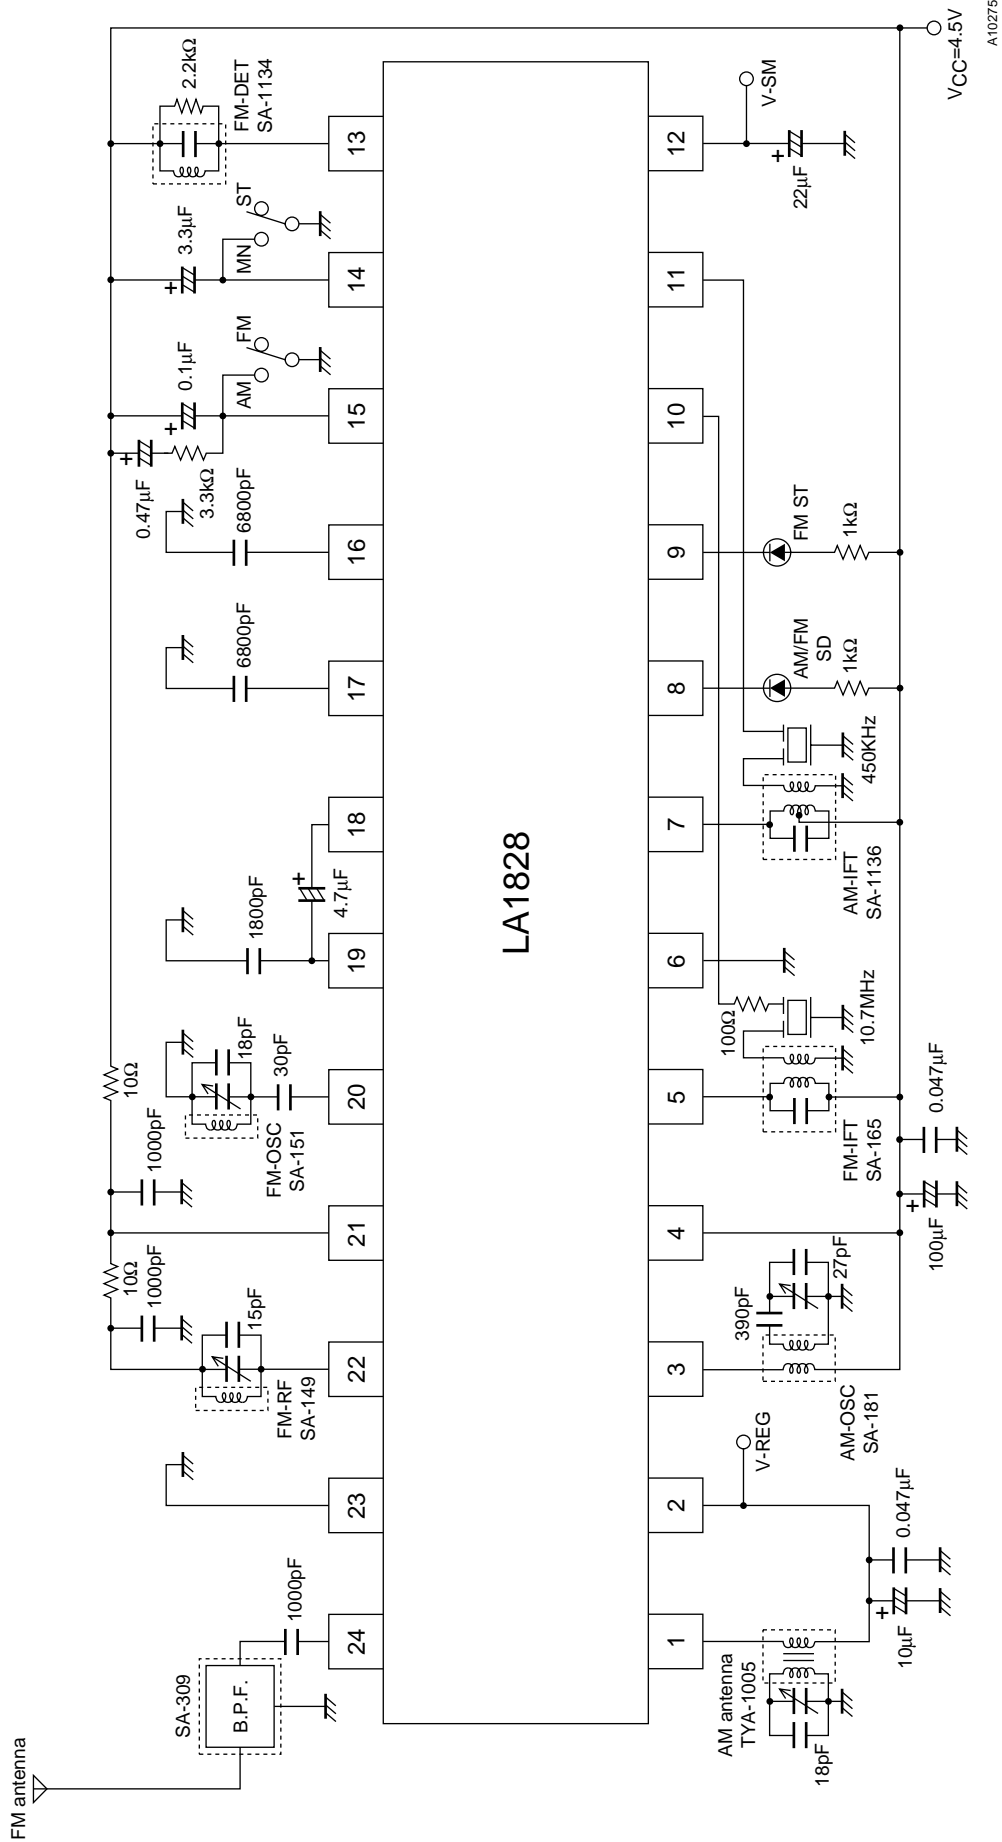 FM antenna
SA-309
B.P.F.
1000pF
24
23
FM-RF
SA-149
15pF
22
10Ω
1000pF
21
1000pF
10Ω
FM-OSC
SA-151
18pF
30pF
20
1800pF
19
4.7µF
+
18
6800pF
17
6800pF
16
0.47µF
+
3.3kΩ
0.1µF
+
AM
FM
15
3.3µF
+
MN
ST
14
2.2kΩ
FM-DET
SA-1134
13
LA1828
1
AM antenna
TYA-1005
18pF
2
V-REG
10µF
+
0.047µF
3
AM-OSC
SA-181
390pF
27pF
4
100µF
+
0.047µF
5
FM-IFT
SA-165
100Ω
10.7MHz
6
7
AM-IFT
SA-1136
450KHz
8
AM/FM
SD
1kΩ
9
FM ST
1kΩ
10
11
12
V-SM
22µF
+
VCC=4.5V
A10275